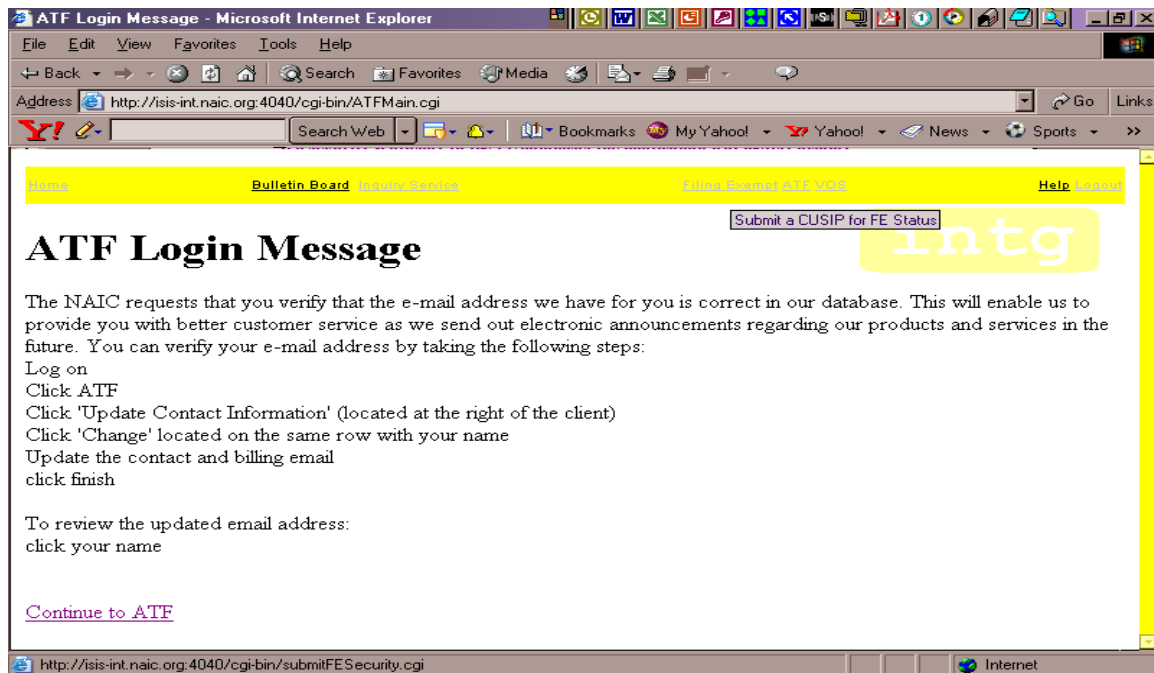 ATF Login Message - Microsoft Internet Explorer
File Edit View Favorites Tools Help
Back Search Favorites Media
Address http://isis-int.naic.org:4040/cgi-bin/ATFMain.cgi Go Links
Y! Search Web Bookmarks My Yahoo! Yahoo! News Sports >>
Home Bulletin Board Inquiry Service Filing Exempt ATF VOS Help Logout
Submit a CUSIP for FE Status
intg
ATF Login Message
The NAIC requests that you verify that the e-mail address we have for you is correct in our database. This will enable us to
provide you with better customer service as we send out electronic announcements regarding our products and services in the
future. You can verify your e-mail address by taking the following steps:
Log on
Click ATF
Click 'Update Contact Information' (located at the right of the client)
Click 'Change' located on the same row with your name
Update the contact and billing email
click finish
To review the updated email address:
click your name
Continue to ATF
http://isis-int.naic.org:4040/cgi-bin/submitFESecurity.cgi Internet